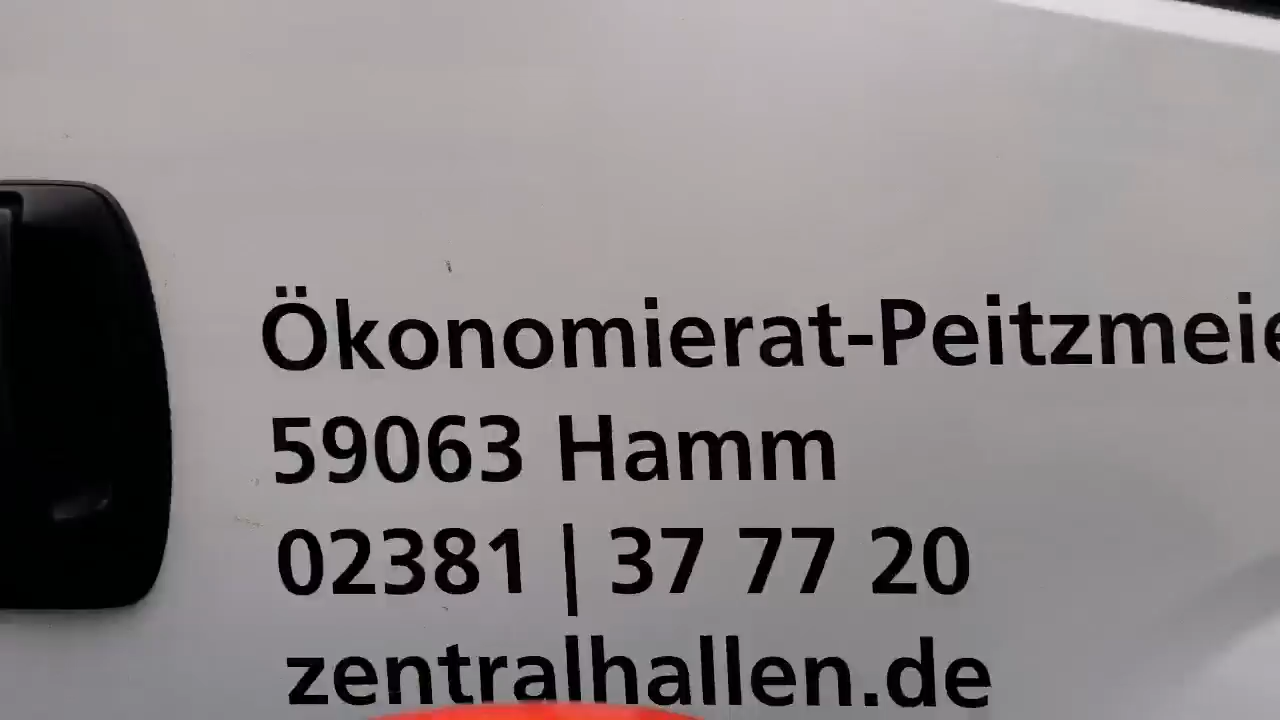 Ökonomierat-Peitzmeie
59063 Hamm
02381 | 37 77 20
zentralhallen.de